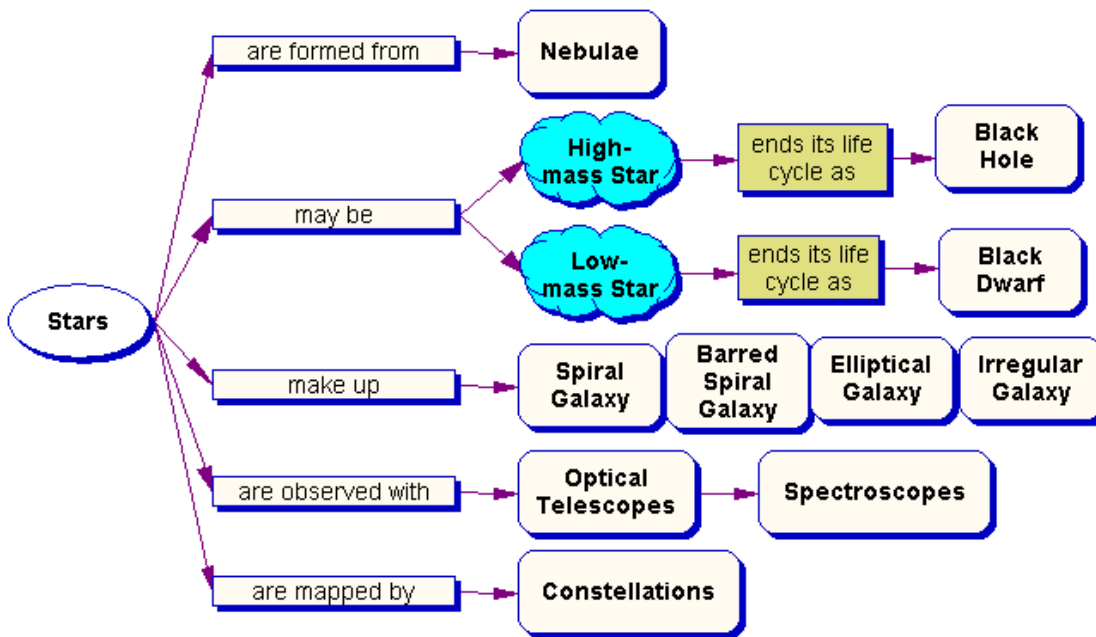 Stars
are formed from
Nebulae
may be
High-
mass Star
ends its life
cycle as
Black
Hole
Low-
mass Star
ends its life
cycle as
Black
Dwarf
make up
Spiral
Galaxy
Barred
Spiral
Galaxy
Elliptical
Galaxy
Irregular
Galaxy
are observed with
Optical
Telescopes
Spectroscopes
are mapped by
Constellations